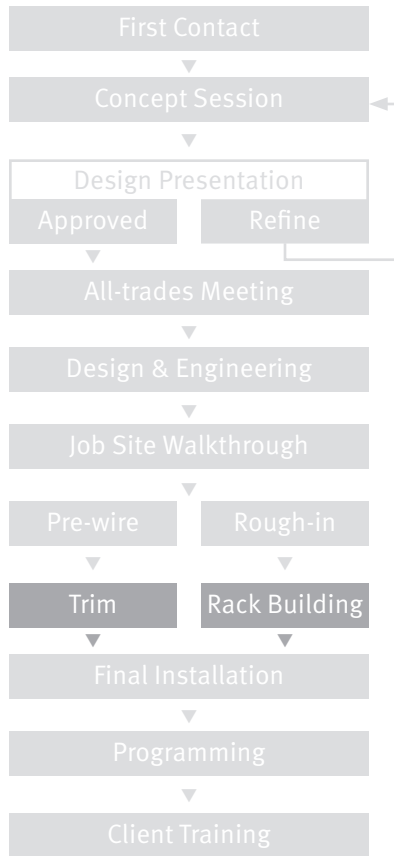 First Contact
Concept Session
Design Presentation
Approved Refine
All-trades Meeting
Design & Engineering
Job Site Walkthrough
Pre-wire Rough-in
Trim Rack Building
Final Installation
Programming
Client Training